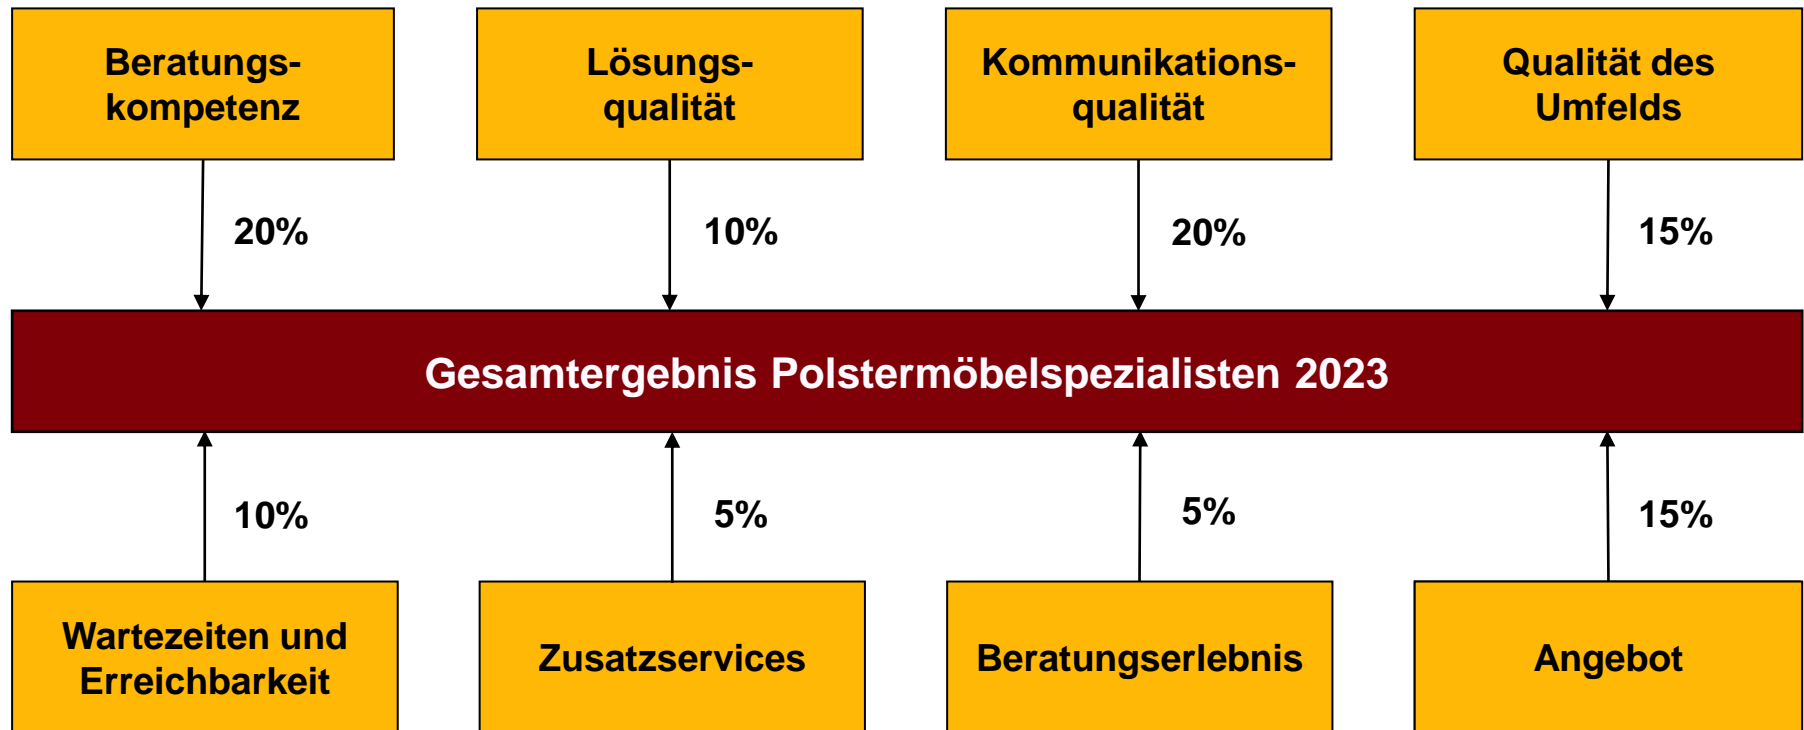 Beratungs-
kompetenz
Lösungs-
qualität
Kommunikations-
qualität
Qualität des
Umfelds
20%
10%
20%
15%
Gesamtergebnis Polstermöbelspezialisten 2023
10%
5%
5%
15%
Wartezeiten und
Erreichbarkeit
Zusatzservices
Beratungserlebnis
Angebot